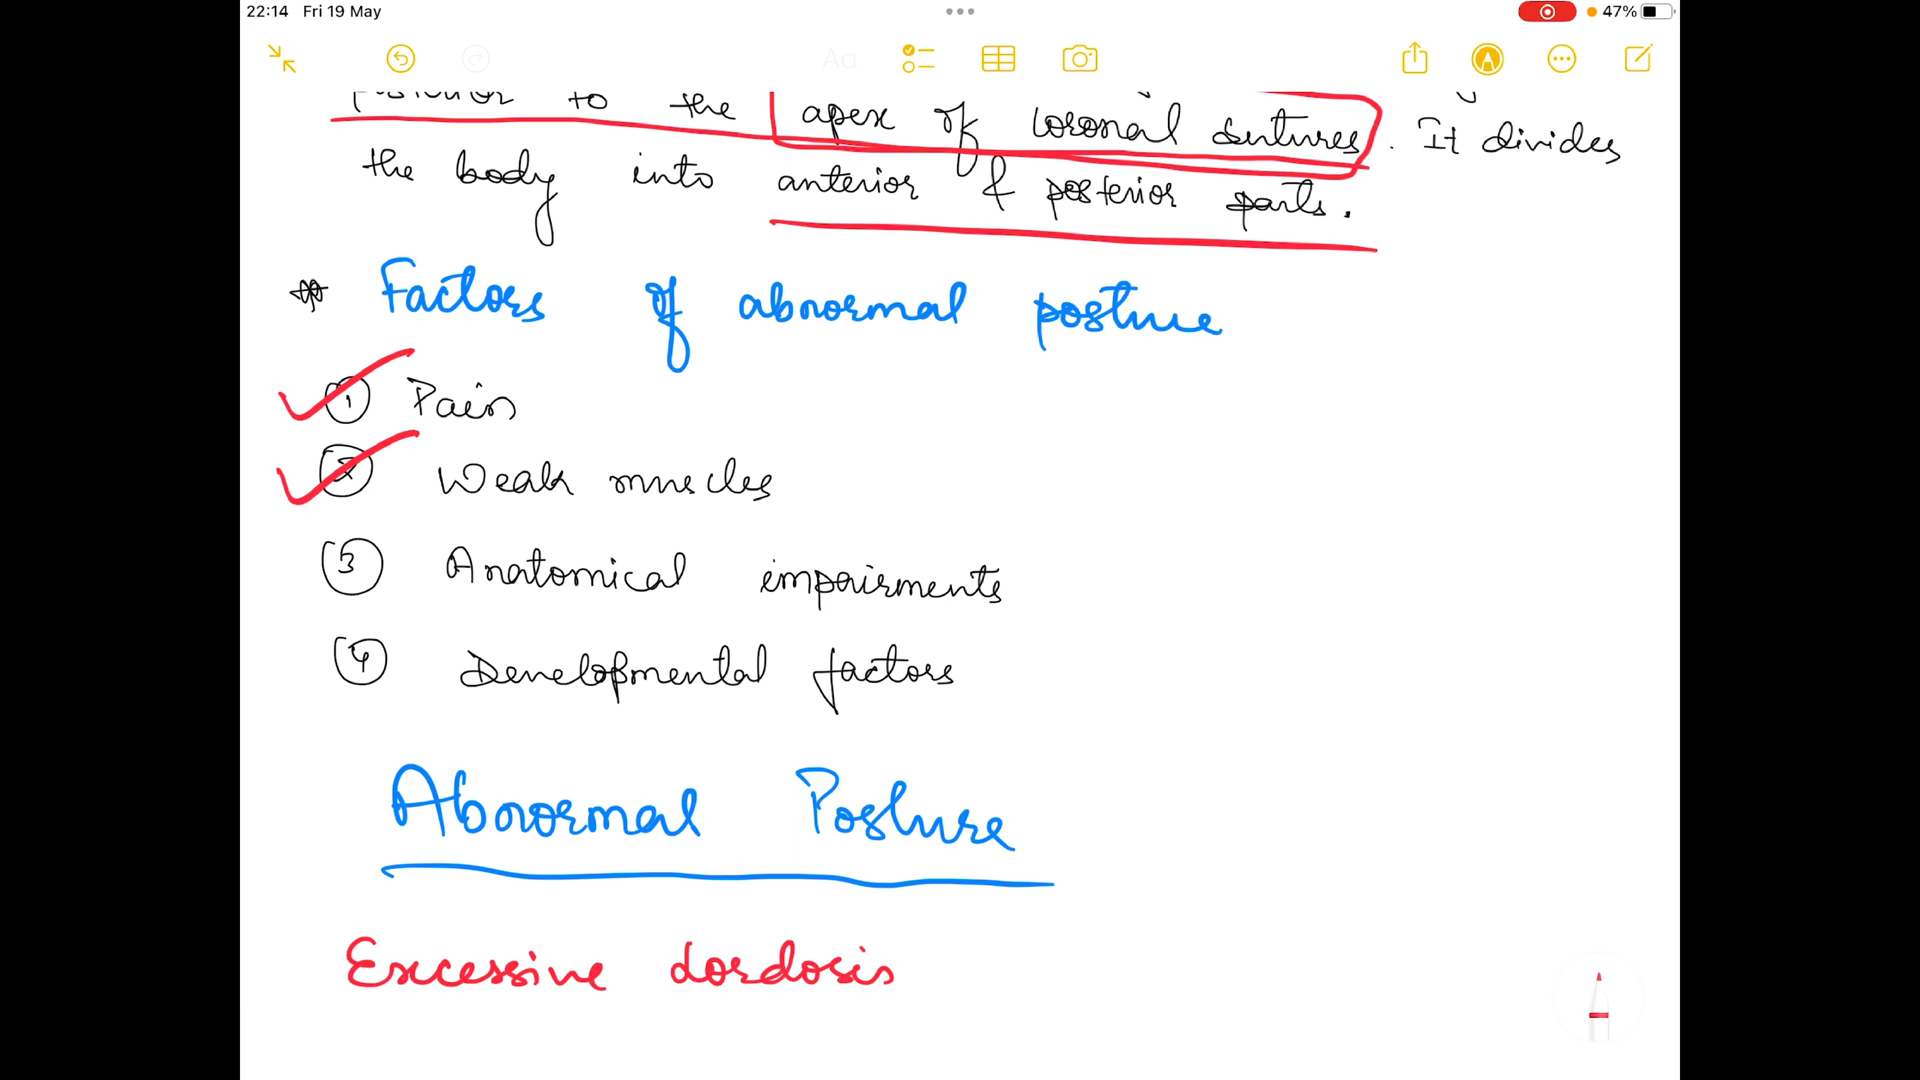 22:14 Fri 19 May
47%
Aa
posterior to the apex of coronal sutures. It divides
the body into anterior & posterior parts.
* Factors of abnormal posture
1 Pain
2 Weak muscles
3 Anatomical impairments
4 Developmental factors
Abnormal Posture
Excessive Lordosis